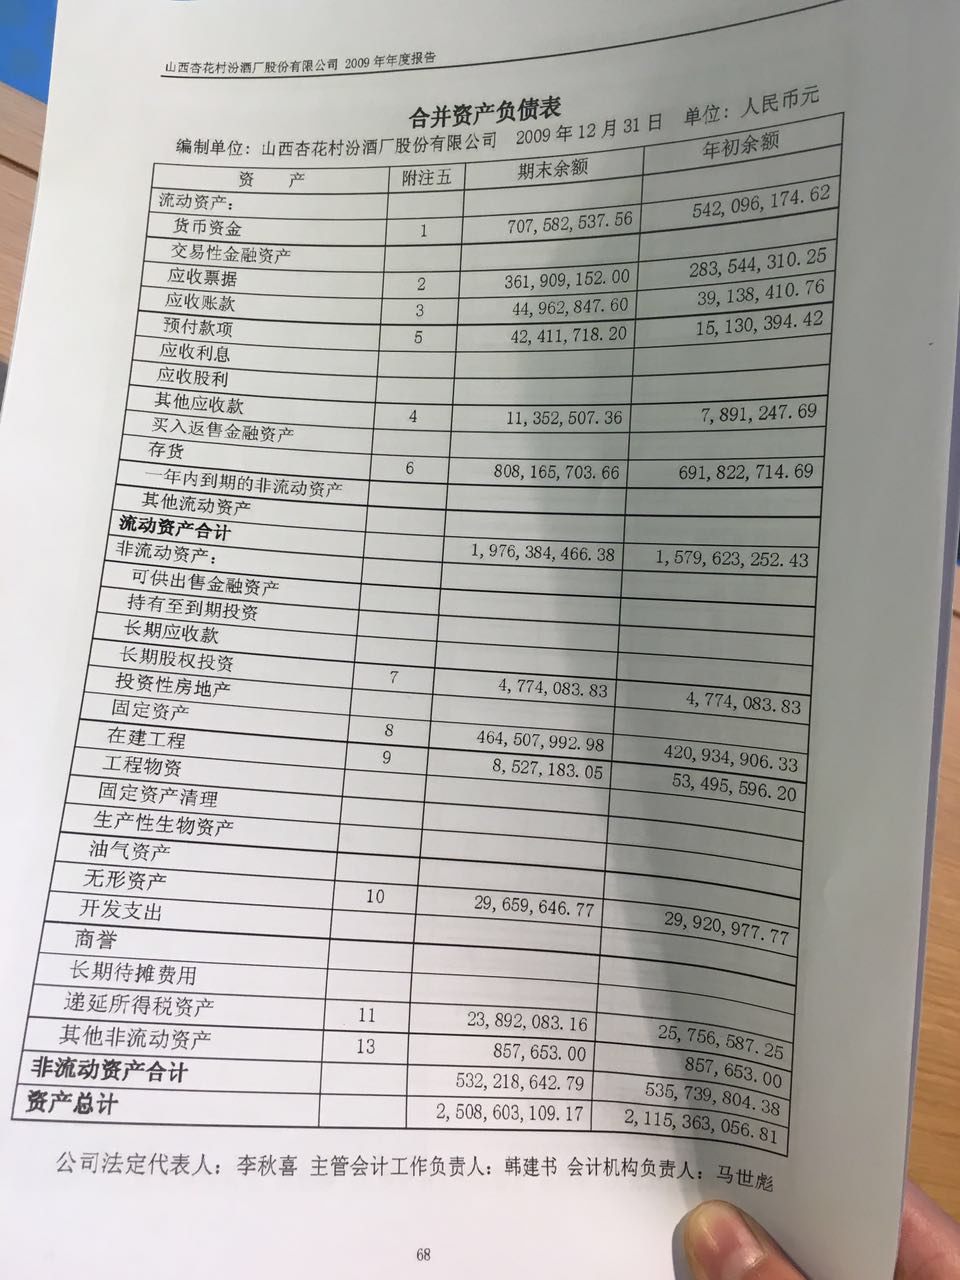 山西杏花村汾酒厂股份有限公司 2009 年年度报告
合并资产负债表
编制单位：山西杏花村汾酒厂股份有限公司 2009 年 12 月 31 日 单位：人民币元
资 产 附注五 期末余额 年初余额
流动资产：
货币资金 1 707,582,537.56 542,096,174.62
交易性金融资产
应收票据 2 361,909,152.00 283,544,310.25
应收账款 3 44,962,847.60 39,138,410.76
预付款项 5 42,411,718.20 15,130,394.42
应收利息
应收股利
其他应收款 4 11,352,507.36 7,891,247.69
买入返售金融资产
存货 6 808,165,703.66 691,822,714.69
一年内到期的非流动资产
其他流动资产
流动资产合计 1,976,384,466.38 1,579,623,252.43
非流动资产：
可供出售金融资产
持有至到期投资
长期应收款
长期股权投资 7 4,774,083.83 4,774,083.83
投资性房地产
固定资产 8 464,507,992.98 420,934,906.33
在建工程 9 8,527,183.05 53,495,596.20
工程物资
固定资产清理
生产性生物资产
油气资产
无形资产 10 29,659,646.77 29,920,977.77
开发支出
商誉
长期待摊费用
递延所得税资产 11 23,892,083.16 25,756,587.25
其他非流动资产 13 857,653.00 857,653.00
非流动资产合计 532,218,642.79 535,739,804.38
资产总计 2,508,603,109.17 2,115,363,056.81
公司法定代表人：李秋喜 主管会计工作负责人：韩建书 会计机构负责人：马世彪
68